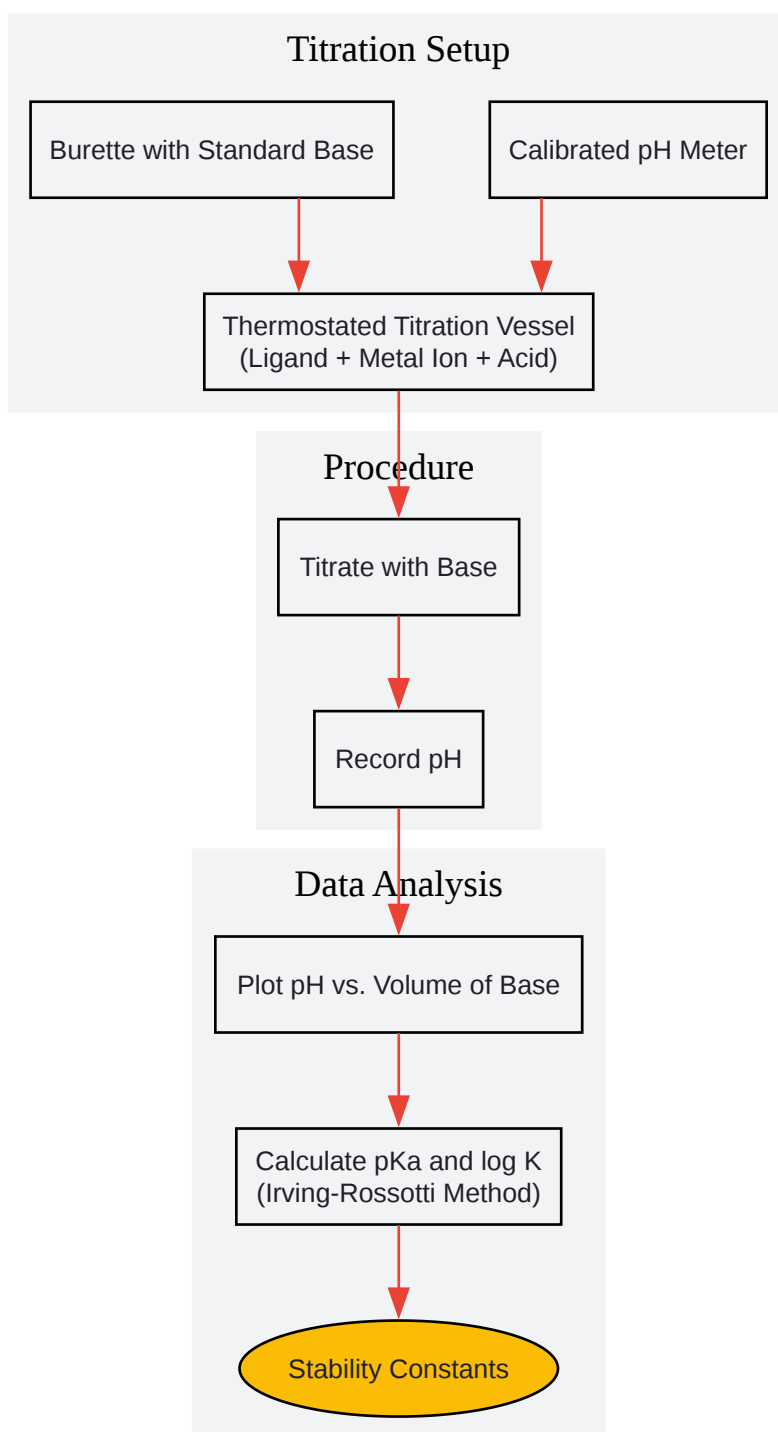 Titration Setup
Burette with Standard Base
Calibrated pH Meter
Thermostated Titration Vessel
(Ligand + Metal Ion + Acid)
Procedure
Titrate with Base
Record pH
Data Analysis
Plot pH vs. Volume of Base
Calculate pKa and log K
(Irving-Rossotti Method)
Stability Constants